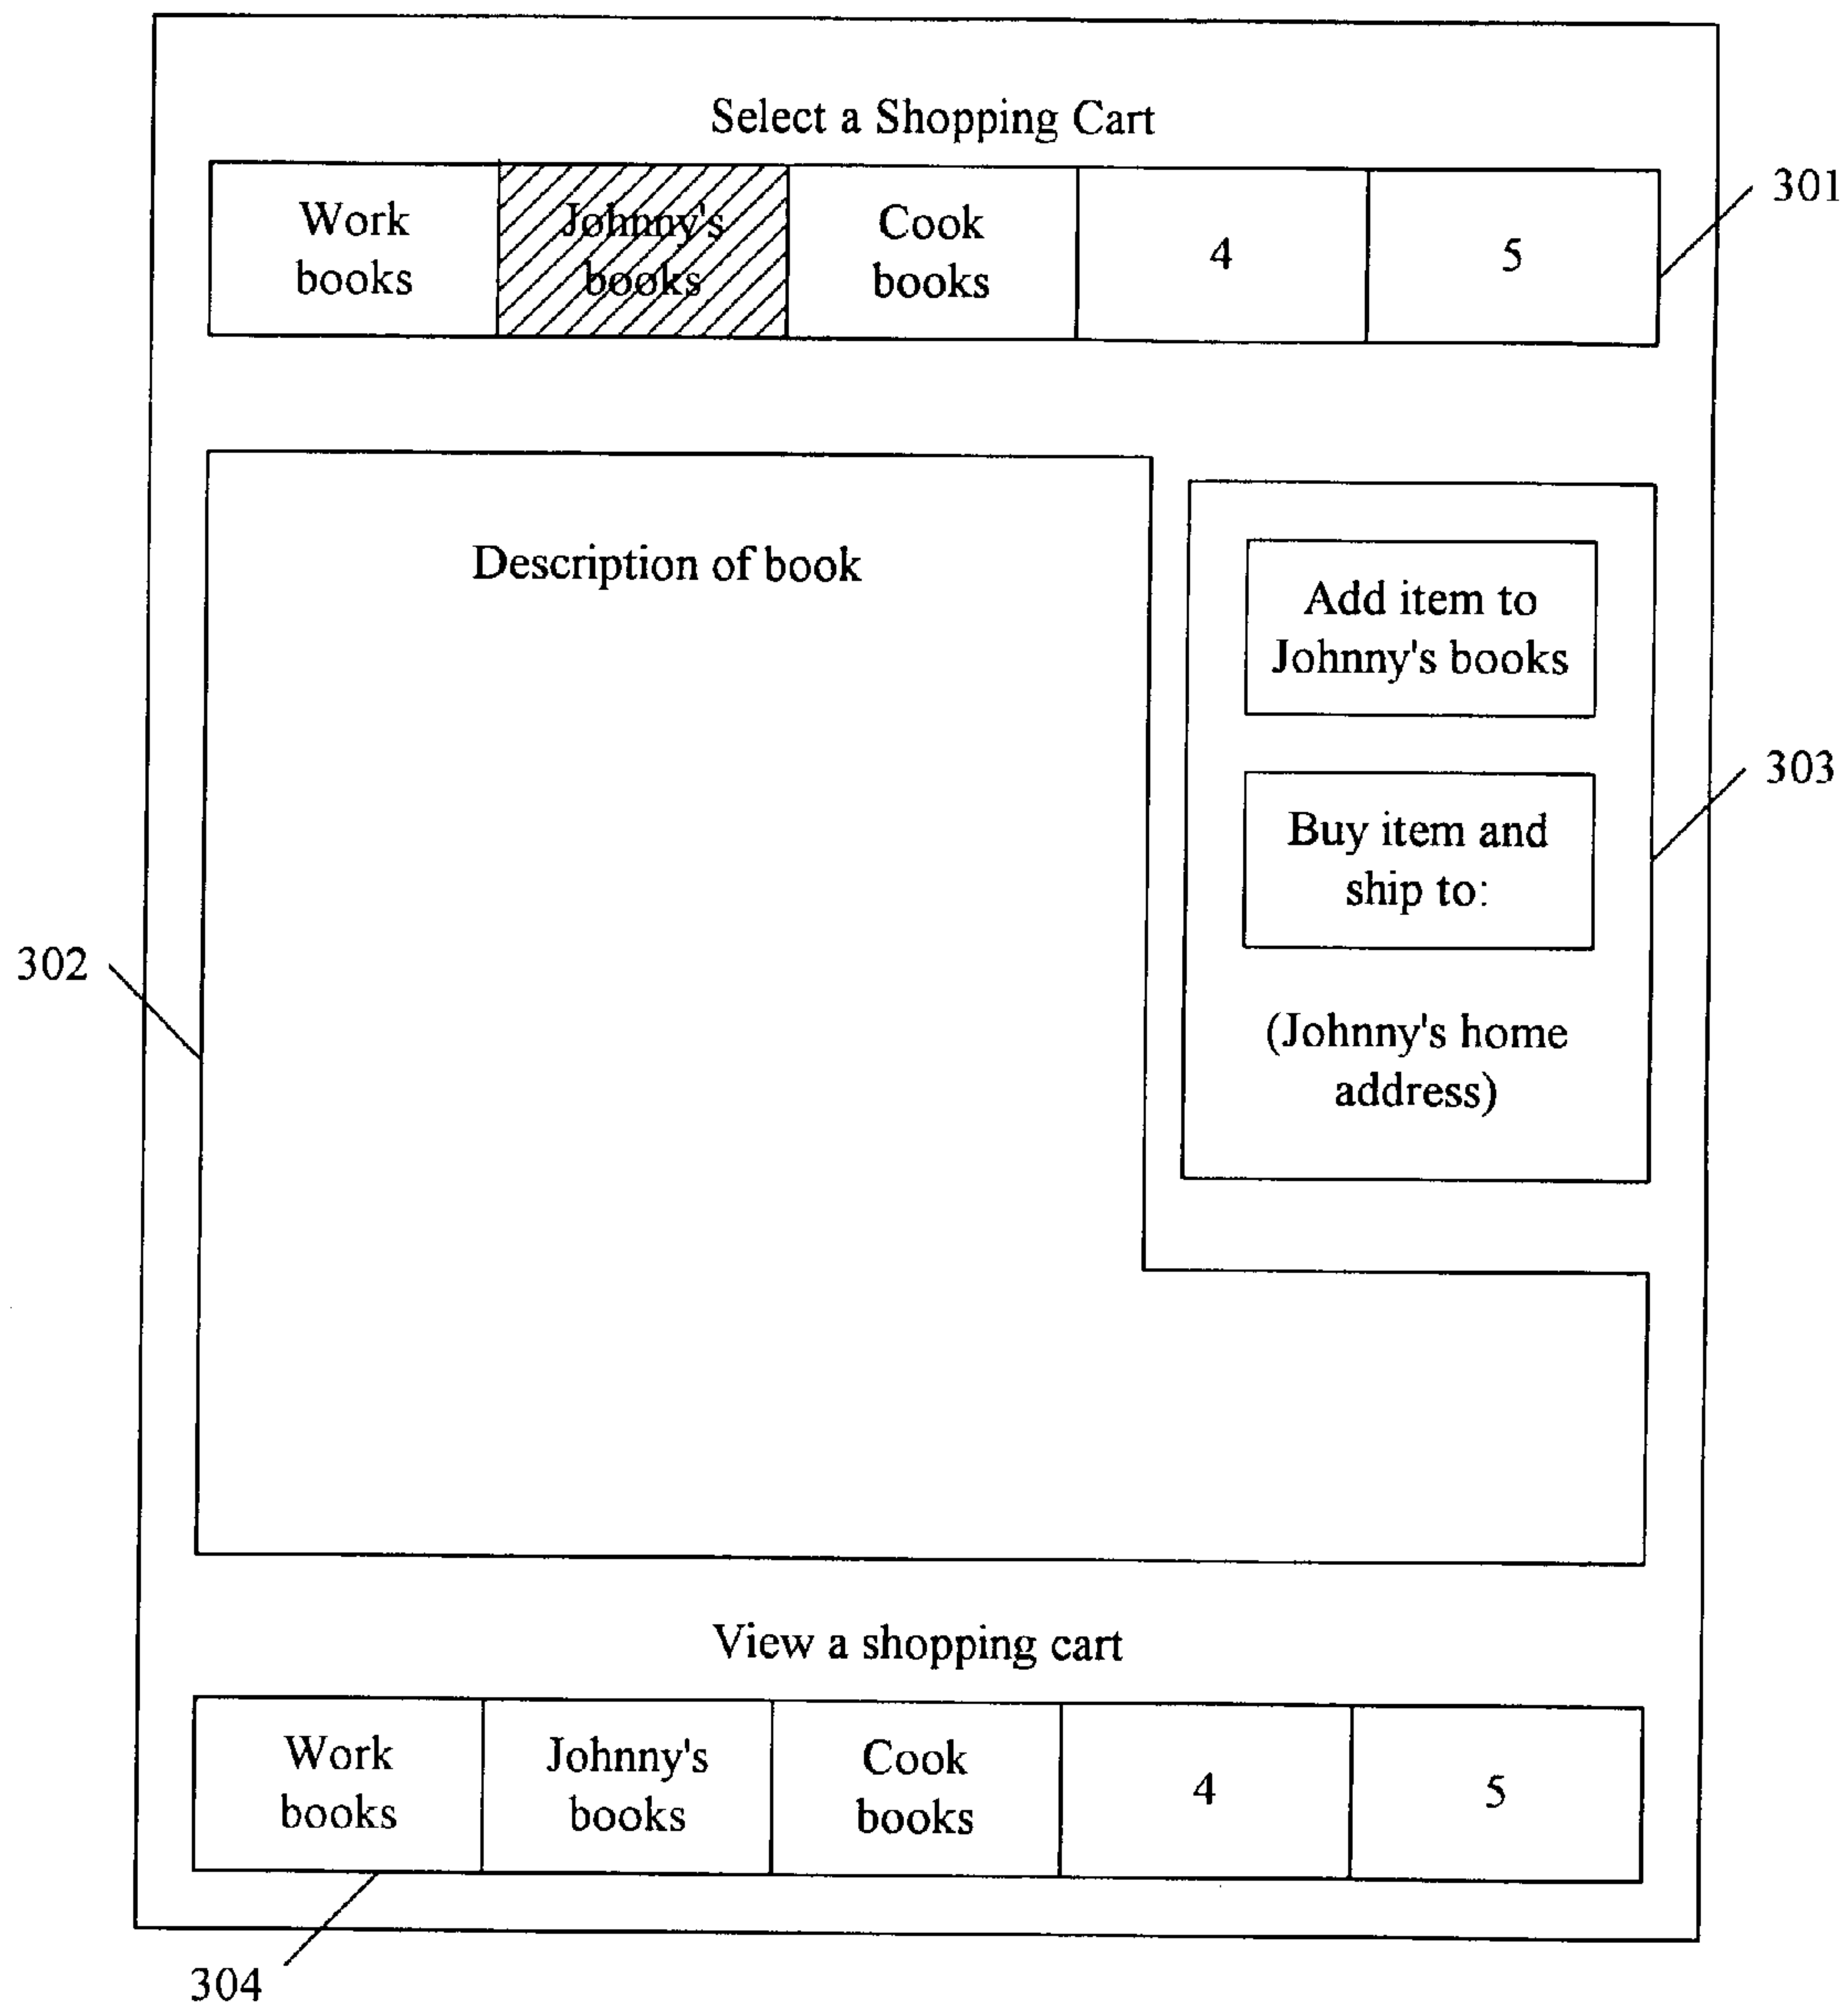 Select a Shopping Cart
Work
books
Johnny's
books
Cook
books
4
5
301
Description of book
Add item to
Johnny's books
Buy item and
ship to:
(Johnny's home
address)
303
302
View a shopping cart
Work
books
Johnny's
books
Cook
books
4
5
304